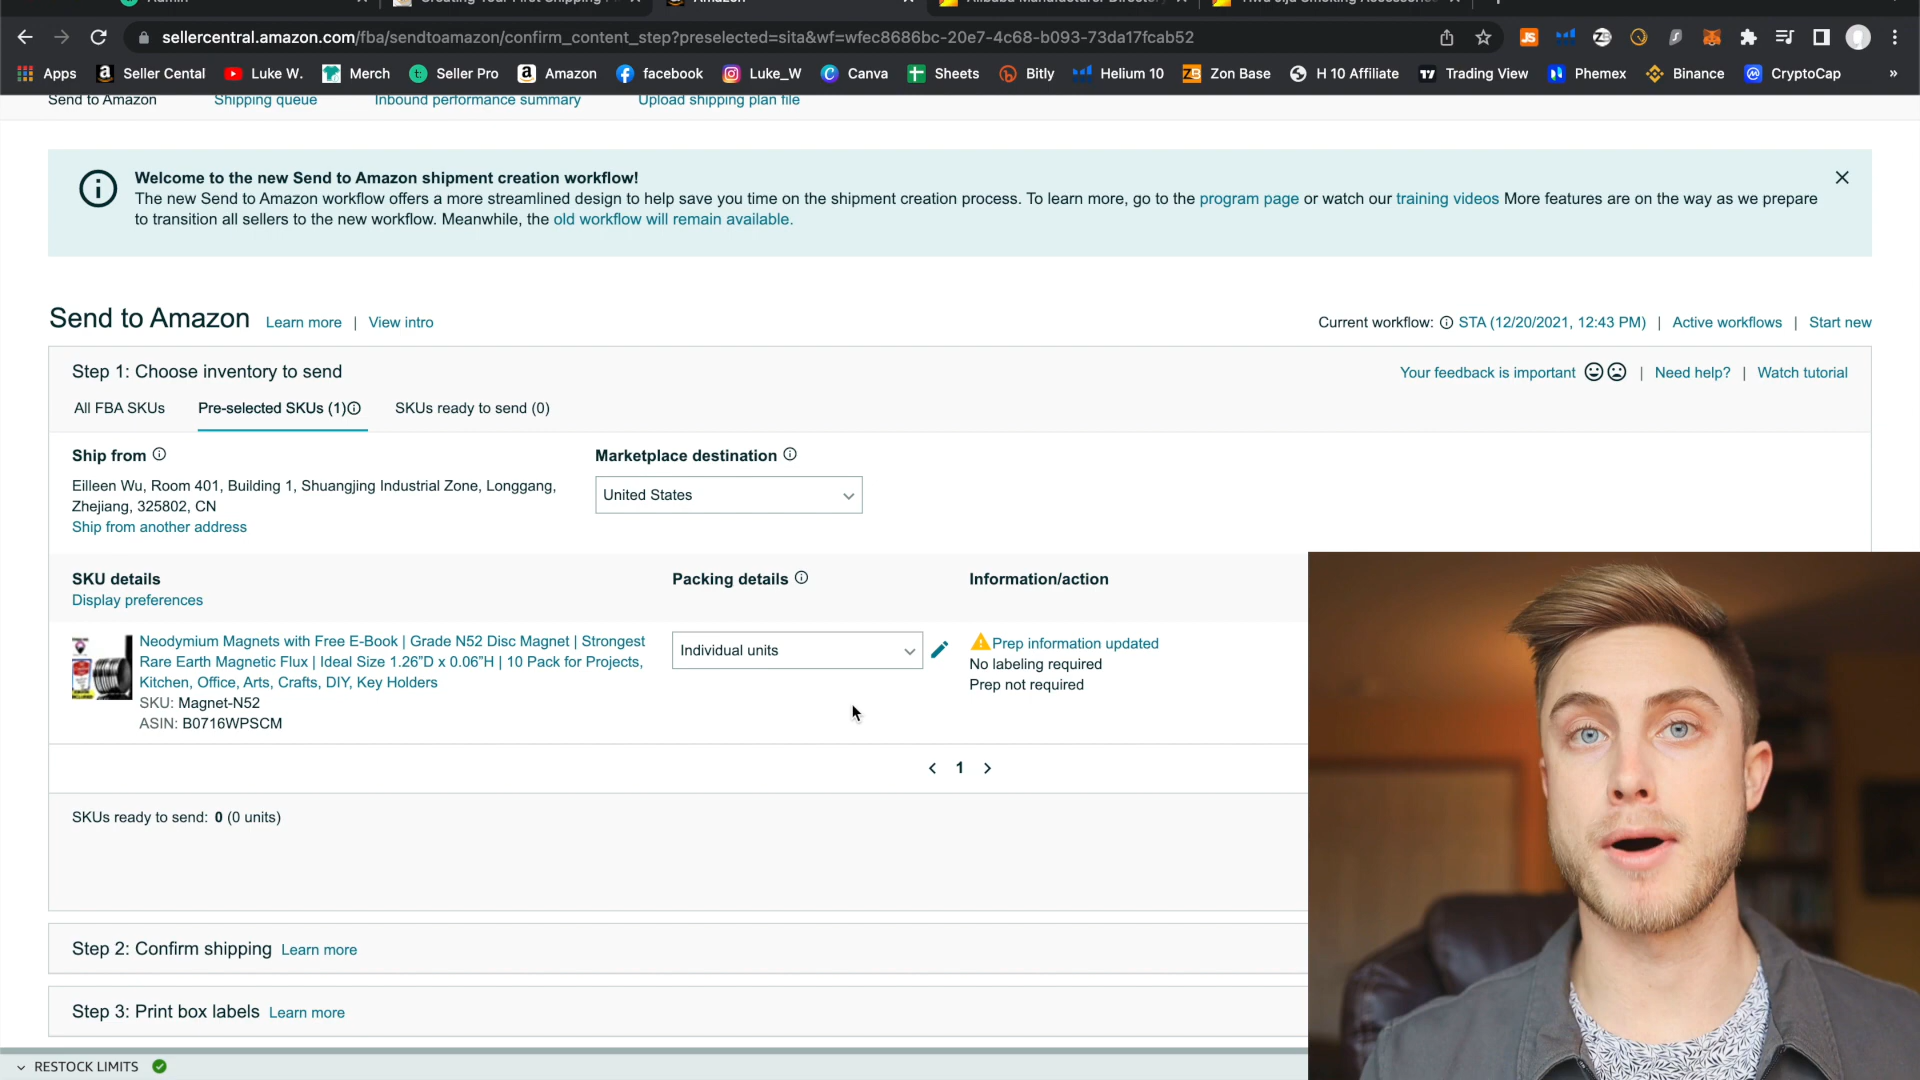 Admin
Creating Your First Shipping
Amazon
Alibaba Manufacturer Director
sellercentral.amazon.com/fba/sendtoamazon/confirm_content_step?preselected=sita&wf=wfec8686bc-20e7-4c68-b093-73da17fcab52
Apps Seller Cental Luke W. Merch Seller Pro Amazon facebook Luke_W Canva Sheets Bitly Helium 10 Zon Base H 10 Affiliate Trading View Phemex Binance CryptoCap »
Send to Amazon Shipping queue Inbound performance summary Upload shipping plan file
Welcome to the new Send to Amazon shipment creation workflow!
The new Send to Amazon workflow offers a more streamlined design to help save you time on the shipment creation process. To learn more, go to the program page or watch our training videos More features are on the way as we prepare
to transition all sellers to the new workflow. Meanwhile, the old workflow will remain available.
Send to Amazon Learn more | View intro
Current workflow: STA (12/20/2021, 12:43 PM) | Active workflows | Start new
Step 1: Choose inventory to send
Your feedback is important | Need help? | Watch tutorial
All FBA SKUs Pre-selected SKUs (1) SKUs ready to send (0)
Ship from Marketplace destination
Eilleen Wu, Room 401, Building 1, Shuangjing Industrial Zone, Longgang,
Zhejiang, 325802, CN
United States
Ship from another address
SKU details Packing details Information/action
Display preferences
Neodymium Magnets with Free E-Book | Grade N52 Disc Magnet | Strongest
Rare Earth Magnetic Flux | Ideal Size 1.26"D x 0.06"H | 10 Pack for Projects,
Kitchen, Office, Arts, Crafts, DIY, Key Holders
SKU: Magnet-N52
ASIN: B0716WPSCM
Individual units
Prep information updated
No labeling required
Prep not required
1
SKUs ready to send: 0 (0 units)
Step 2: Confirm shipping Learn more
Step 3: Print box labels Learn more
RESTOCK LIMITS